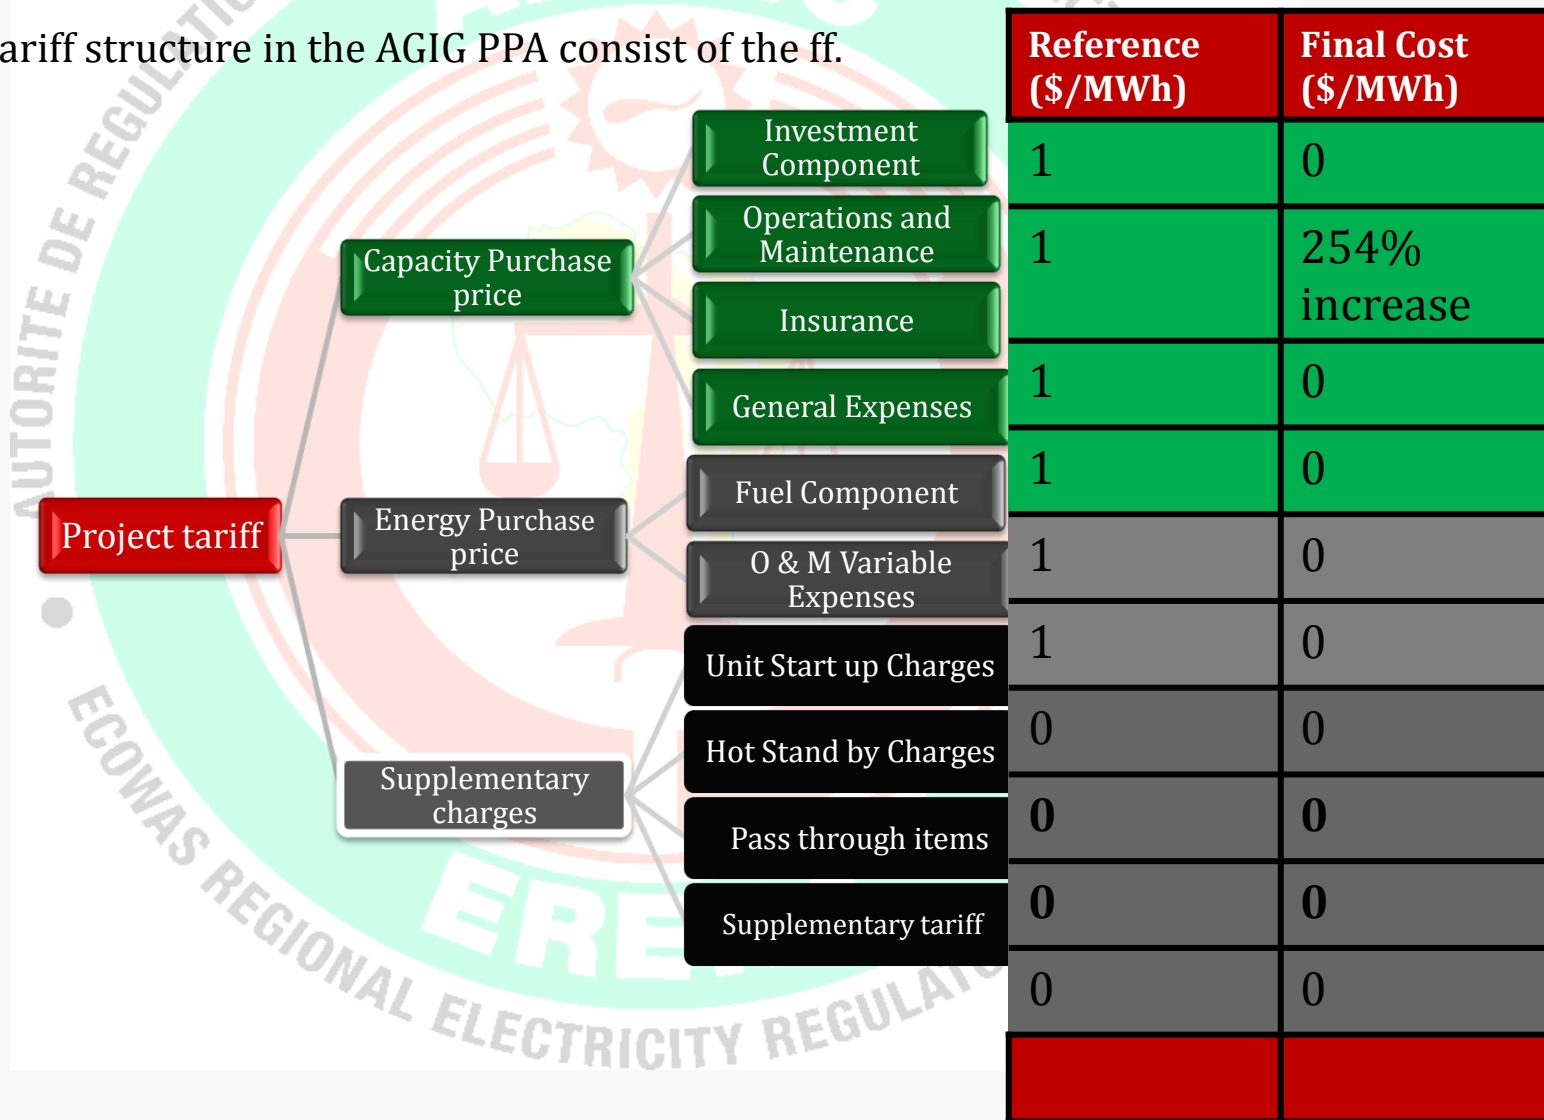 ariff structure in the AGIG PPA consist of the ff.
Reference
($/MWh)
Final Cost
($/MWh)
Investment
Component
1
0
Operations and
Maintenance
1
254%
increase
Capacity Purchase
price
Insurance
1
0
General Expenses
1
0
Fuel Component
1
0
Project tariff
Energy Purchase
price
O & M Variable
Expenses
1
0
Unit Start up Charges
0
0
Hot Stand by Charges
0
0
Supplementary
charges
Pass through items
0
0
Supplementary tariff
0
0
AUTORITE DE REGULATIO
ECOWAS REGIONAL ELECTRICITY REGULATO